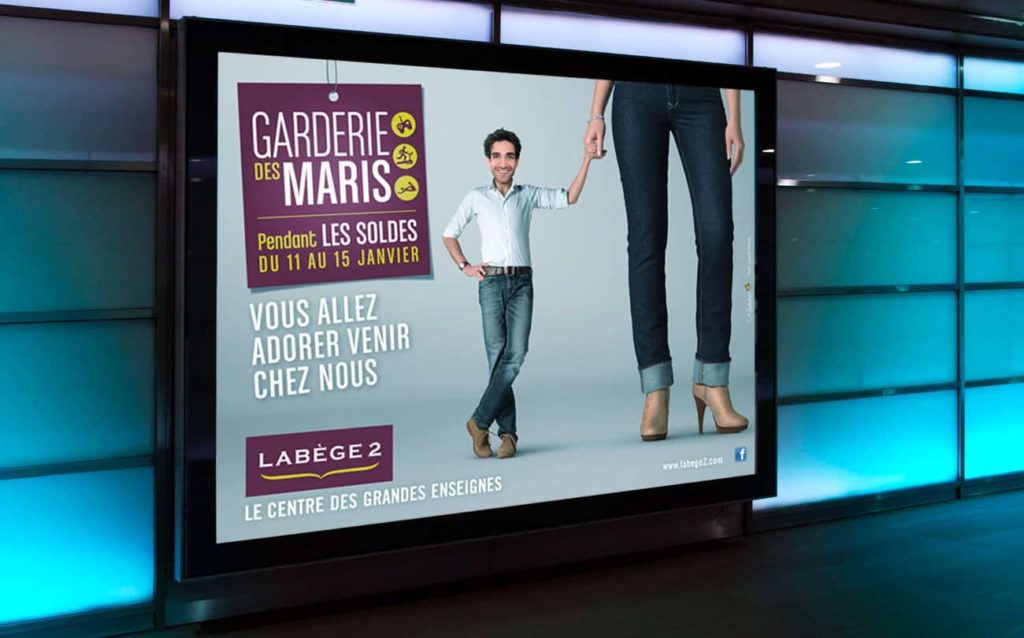 GARDERIE
DES MARIS
Pendant LES SOLDES
DU 11 AU 15 JANVIER
VOUS ALLEZ
ADORER VENIR
CHEZ NOUS
LABÈGE 2
LE CENTRE DES GRANDES ENSEIGNES
www.labege2.com
f